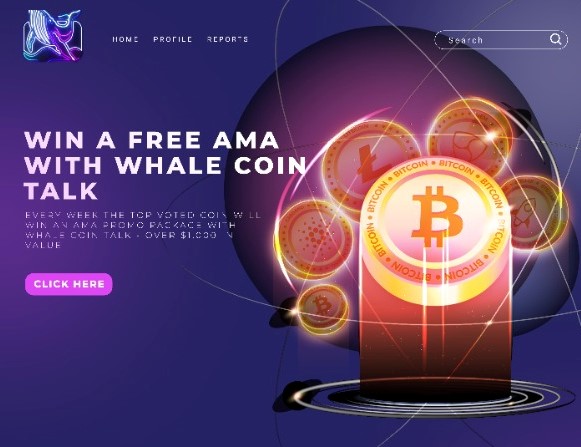 HOME PROFILE REPORTS
Search
WIN A FREE AMA
WITH WHALE COIN
TALK
EVERY WEEK THE TOP VOTED COIN WILL
WIN AN AMA PROMO PACKAGE WITH
WHALE COIN TALK - OVER $1,000 IN
VALUE
CLICK HERE
BITCOIN BITCOIN BITCOIN BITCOIN BITCOIN BITCOIN